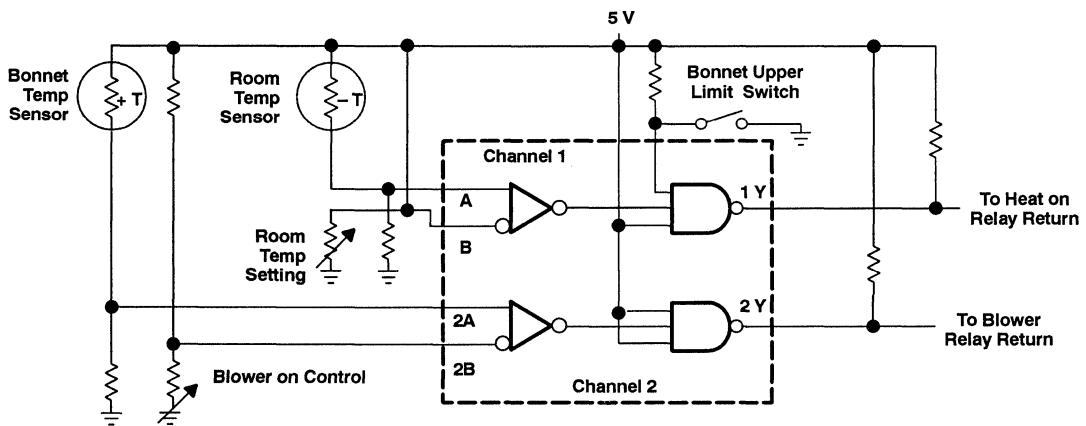 5 V
Bonnet
Temp
Sensor
+ T
Room
Temp
Sensor
– T
Bonnet Upper
Limit Switch
Channel 1
A
B
1 Y
To Heat on
Relay Return
Room
Temp
Setting
2A
2B
2 Y
To Blower
Relay Return
Blower on Control
Channel 2